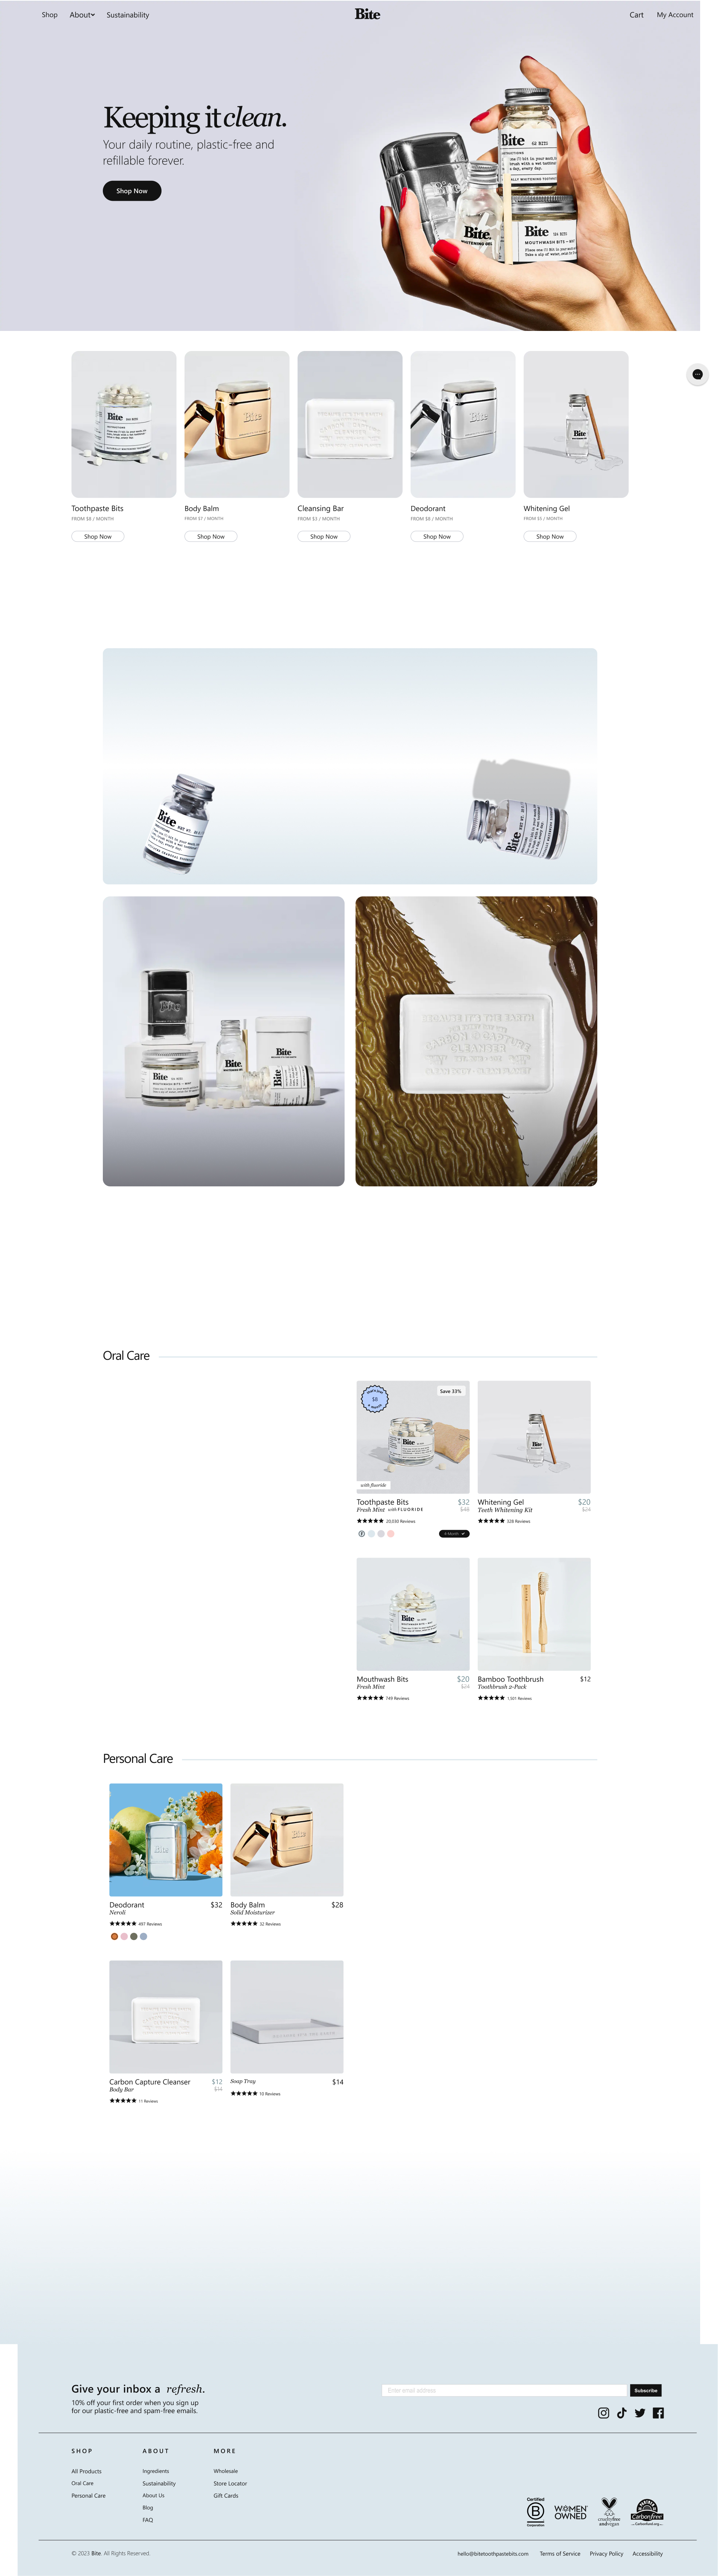 Shop
About
Sustainability
Bite
Cart
My Account
Keeping it clean.
Your daily routine, plastic-free and
refillable forever.
Shop Now
Toothpaste Bits
FROM $8 / MONTH
Shop Now
Body Balm
FROM $7 / MONTH
Shop Now
Cleansing Bar
FROM $3 / MONTH
Shop Now
Deodorant
FROM $8 / MONTH
Shop Now
Whitening Gel
FROM $5 / MONTH
Shop Now
Oral Care
Save 33%
with fluoride
Toothpaste Bits
$32
Fresh Mint with FLUORIDE
$48
20,030 Reviews
4-Month
Whitening Gel
$20
Teeth Whitening Kit
$24
328 Reviews
Mouthwash Bits
$20
Fresh Mint
$24
749 Reviews
Bamboo Toothbrush
$12
Toothbrush 2-Pack
1,501 Reviews
Personal Care
Deodorant
$32
Neroli
497 Reviews
Body Balm
$28
Solid Moisturizer
32 Reviews
Carbon Capture Cleanser
$12
Body Bar
$14
11 Reviews
Soap Tray
$14
10 Reviews
Give your inbox a refresh.
10% off your first order when you sign up
for our plastic-free and spam-free emails.
Enter email address
Subscribe
SHOP
All Products
Oral Care
Personal Care
ABOUT
Ingredients
Sustainability
About Us
Blog
FAQ
MORE
Wholesale
Store Locator
Gift Cards
Certified
B
Corporation
WOMEN
OWNED
crueltyfree
andvegan
Carbonfree
© 2023 Bite. All Rights Reserved
hello@bitetoothpastebits.com
Terms of Service
Privacy Policy
Accessibility